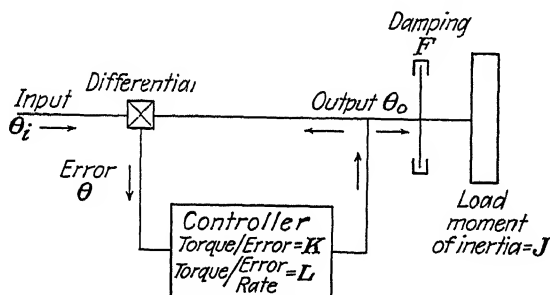 Damping
F
Differential
Input
θi
Output θo
Error
θ
Controller
Torque/Error=K
Torque/Error Rate=L
Load
moment
of inertia=J